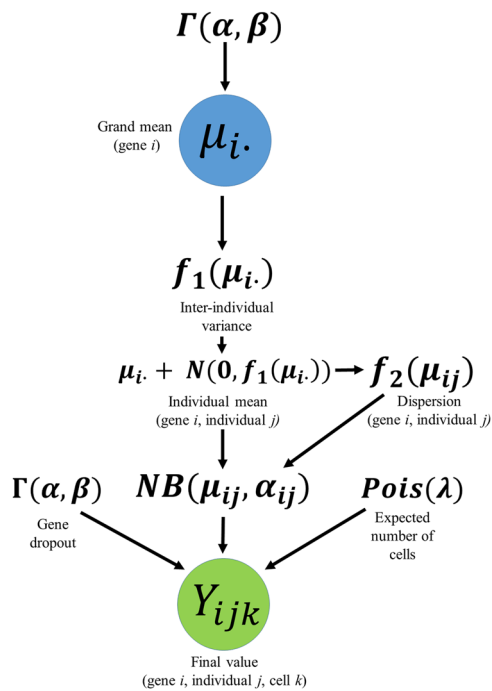 Γ(α, β)
Grand mean
(gene i)
μi.
f1(μi.)
Inter-individual
variance
μi. + N(0, f1(μi.))
f2(μij)
Individual mean
(gene i, individual j)
Dispersion
(gene i, individual j)
Γ(α, β)
NB(μij, αij)
Pois(λ)
Gene
dropout
Expected
number of
cells
Yijk
Final value
(gene i, individual j, cell k)